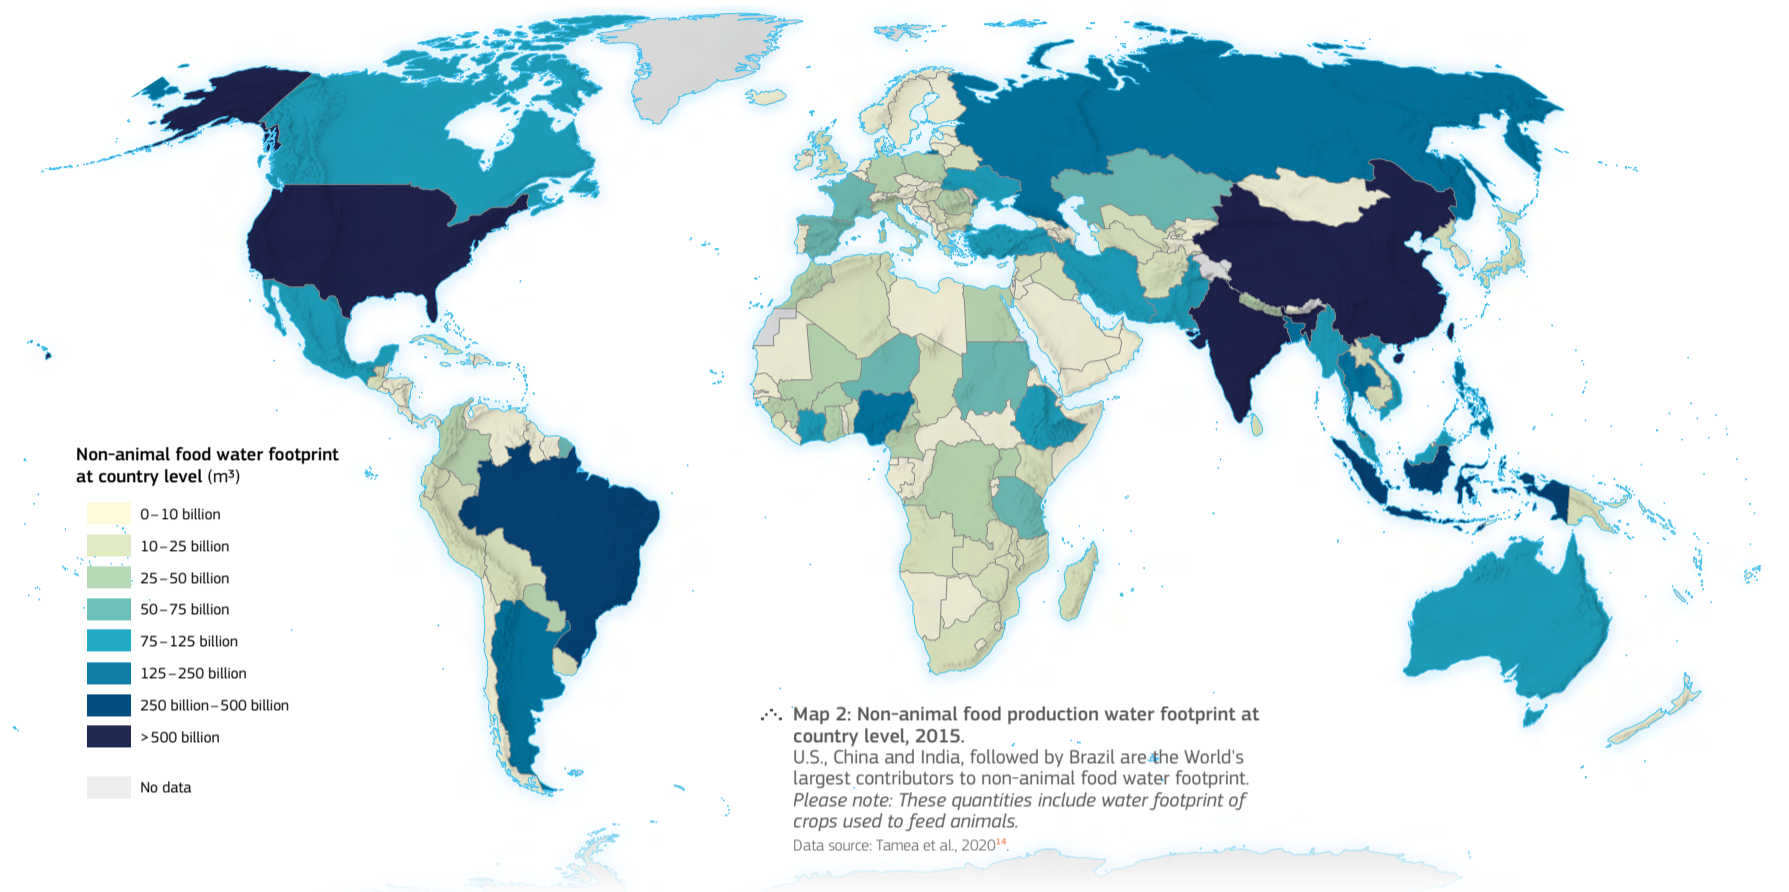 Non-animal food water footprint
at country level (m³)
0–10 billion
10–25 billion
25–50 billion
50–75 billion
75–125 billion
125–250 billion
250 billion–500 billion
>500 billion
No data
Map 2: Non-animal food production water footprint at
country level, 2015.
U.S., China and India, followed by Brazil are the World's
largest contributors to non-animal food water footprint.
Please note: These quantities include water footprint of
crops used to feed animals.
Data source: Tamea et al., 2020¹⁴.